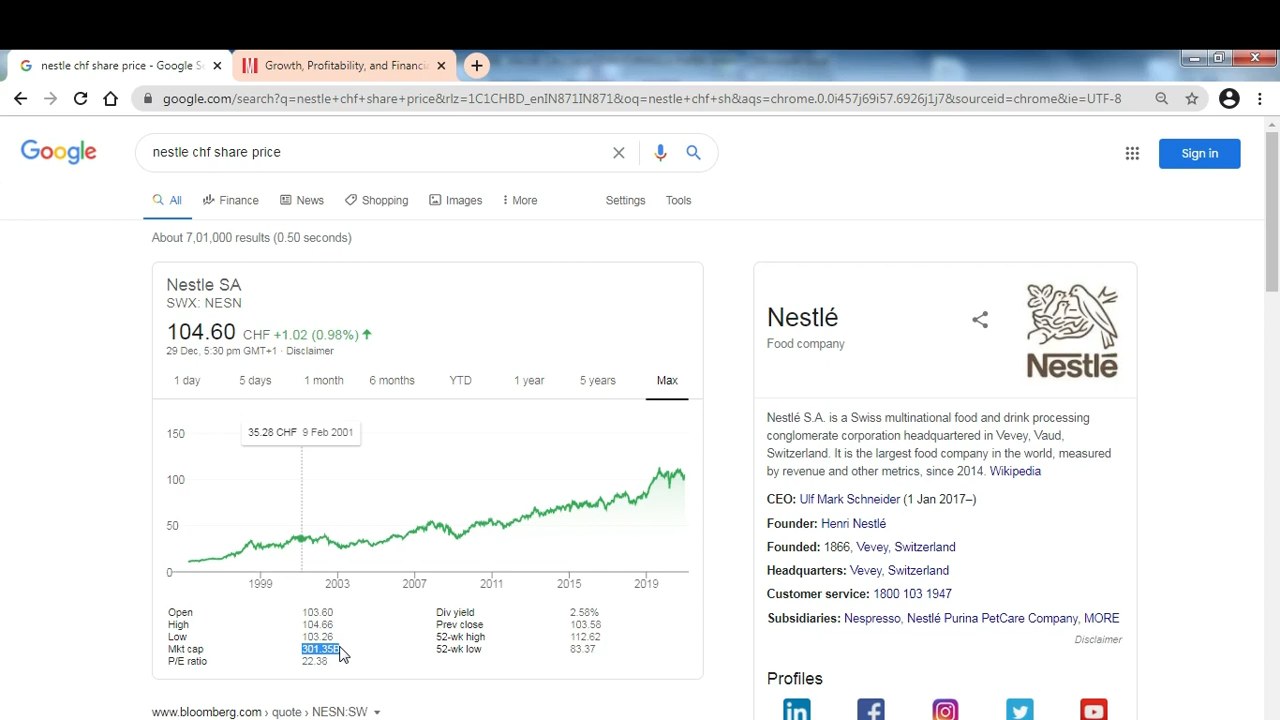 nestle chf share price - Google Se
Growth, Profitability, and Financi
google.com/search?q=nestle+chf+share+price&rlz=1C1CHBD_enIN871IN871&oq=nestle+chf+sh&aqs=chrome.0.0i457j69i57.6926j1j7&sourceid=chrome&ie=UTF-8
Google
nestle chf share price
Sign in
All
Finance
News
Shopping
Images
More
Settings
Tools
About 7,01,000 results (0.50 seconds)
Nestle SA
SWX: NESN
104.60 CHF +1.02 (0.98%)
29 Dec, 5:30 pm GMT+1 · Disclaimer
1 day
5 days
1 month
6 months
YTD
1 year
5 years
Max
35.28 CHF 9 Feb 2001
150
100
50
0
1999
2003
2007
2011
2015
2019
Open 103.60
High 104.66
Low 103.26
Mkt cap 301.35B
P/E ratio 22.38
Div yield 2.58%
Prev close 103.58
52-wk high 112.62
52-wk low 83.37
www.bloomberg.com › quote › NESN:SW
Nestlé
Food company
Nestlé
Nestlé S.A. is a Swiss multinational food and drink processing
conglomerate corporation headquartered in Vevey, Vaud,
Switzerland. It is the largest food company in the world, measured
by revenue and other metrics, since 2014. Wikipedia
CEO: Ulf Mark Schneider (1 Jan 2017–)
Founder: Henri Nestlé
Founded: 1866, Vevey, Switzerland
Headquarters: Vevey, Switzerland
Customer service: 1800 103 1947
Subsidiaries: Nespresso, Nestlé Purina PetCare Company, MORE
Disclaimer
Profiles